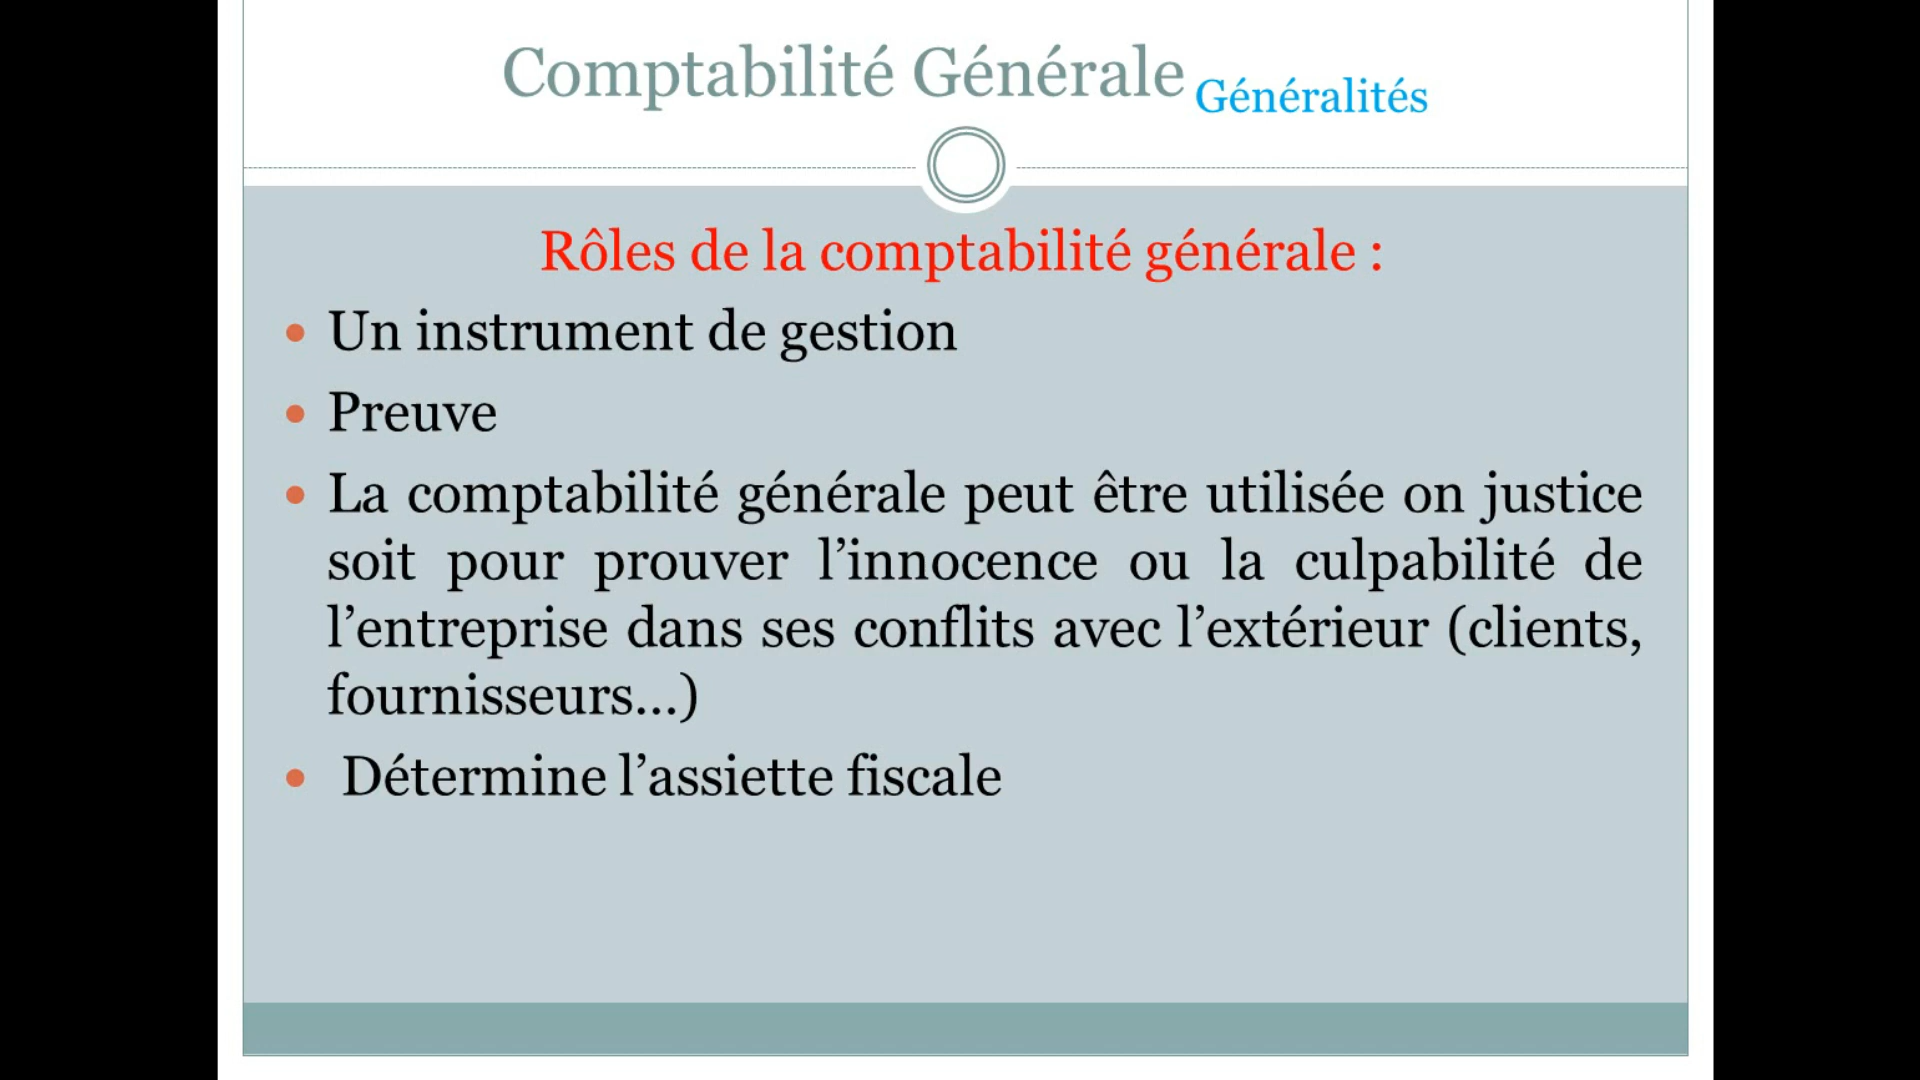 Comptabilité Générale Généralités
Rôles de la comptabilité générale :
• Un instrument de gestion
• Preuve
• La comptabilité générale peut être utilisée on justice
soit pour prouver l’innocence ou la culpabilité de
l’entreprise dans ses conflits avec l’extérieur (clients,
fournisseurs…)
• Détermine l’assiette fiscale